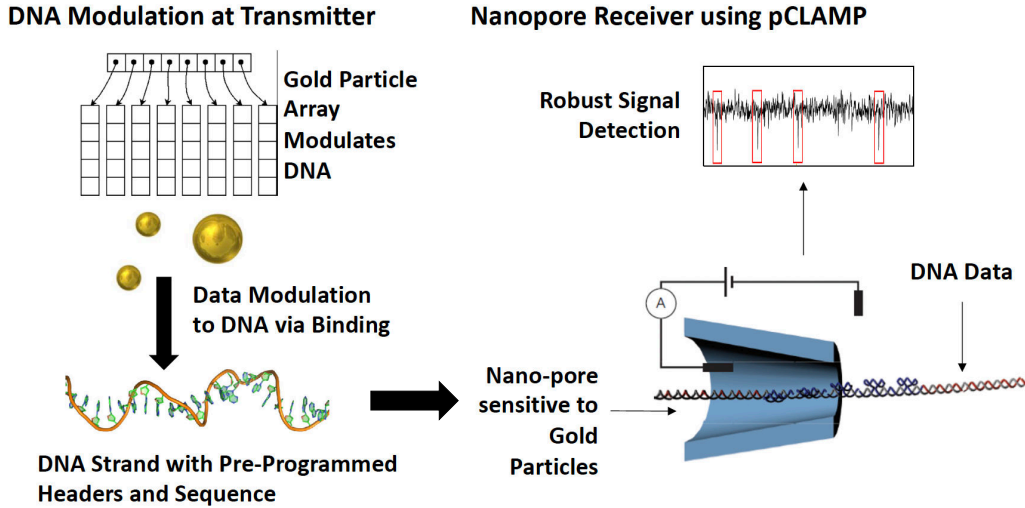 DNA Modulation at Transmitter
Gold Particle
Array
Modulates
DNA
Data Modulation
to DNA via Binding
DNA Strand with Pre-Programmed
Headers and Sequence
Nanopore Receiver using pCLAMP
Robust Signal
Detection
A
DNA Data
Nano-pore
sensitive to
Gold
Particles